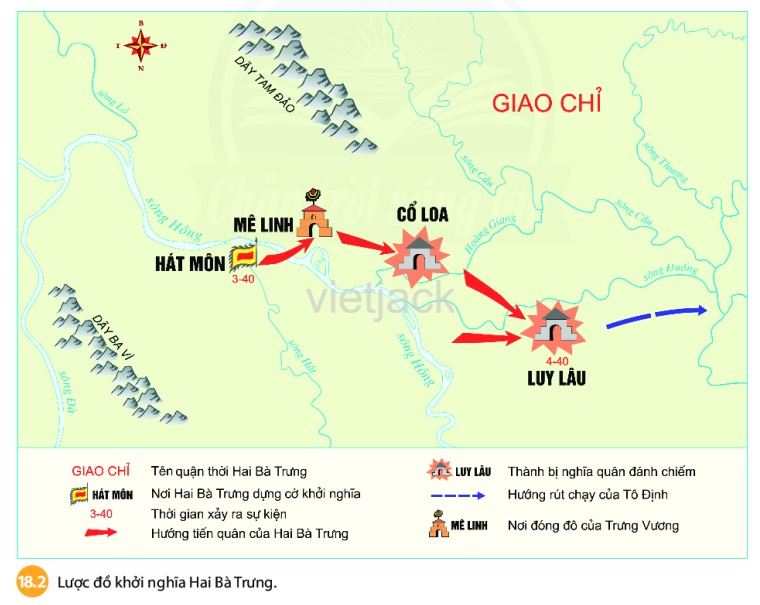 B
T
Đ
N
DÃY TAM ĐẢO
GIAO CHỈ
sông Lô
sông Hồng
sông Cầu
sông Thương
Chân trời sáng tạo
MÊ LINH
CỔ LOA
Hoàng Giang
sông Cầu
HÁT MÔN
3-40
sông Đuống
vietjack
DÃY BA VÌ
sông Đà
sông Hát
sông Hồng
4-40
LUY LÂU
GIAO CHỈ Tên quận thời Hai Bà Trưng
HÁT MÔN Nơi Hai Bà Trưng dựng cờ khởi nghĩa
3-40 Thời gian xảy ra sự kiện
Hướng tiến quân của Hai Bà Trưng
LUY LÂU Thành bị nghĩa quân đánh chiếm
Hướng rút chạy của Tô Định
MÊ LINH Nơi đóng đô của Trưng Vương
18.2 Lược đồ khởi nghĩa Hai Bà Trưng.